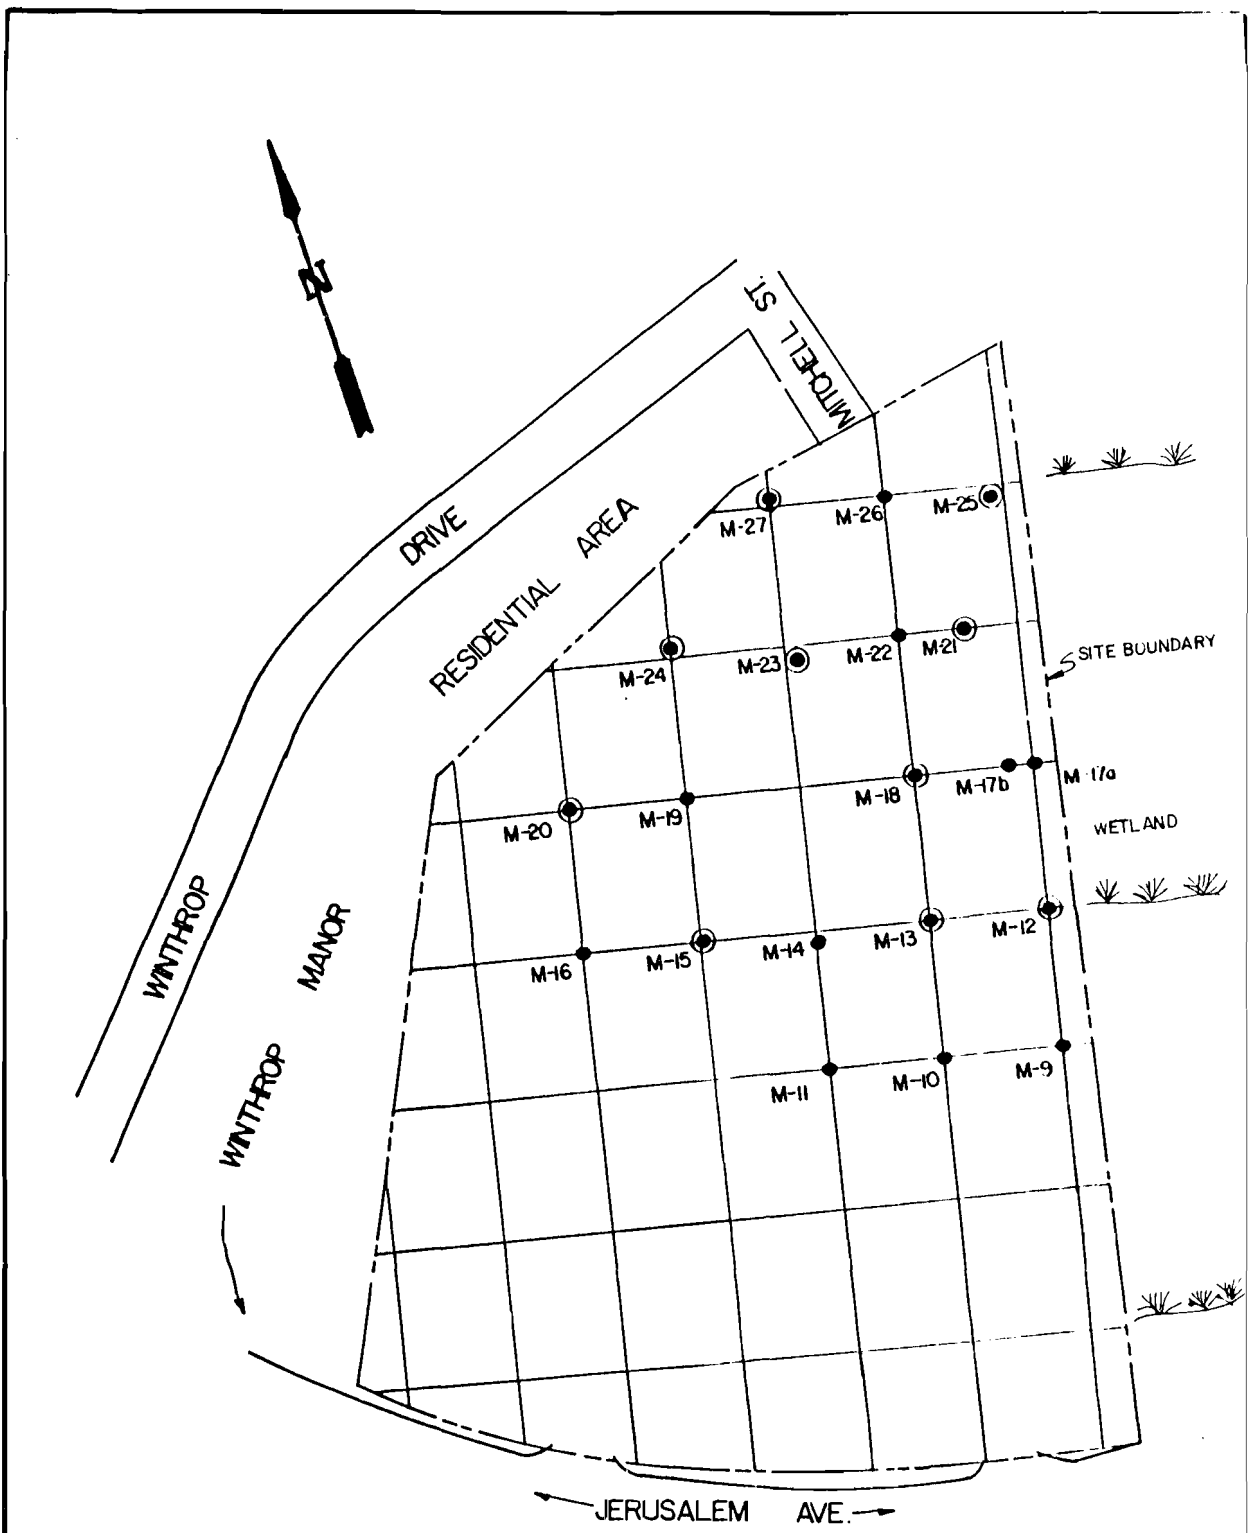 N
MITCHELL ST.
DRIVE
RESIDENTIAL AREA
M-27
M-26
M-25
M-24
M-23
M-22
M-21
SITE BOUNDARY
M-20
M-19
M-18
M-17b
M-17a
WETLAND
WINTHROP
WINTHROP MANOR
M-16
M-15
M-14
M-13
M-12
M-11
M-10
M-9
JERUSALEM AVE.